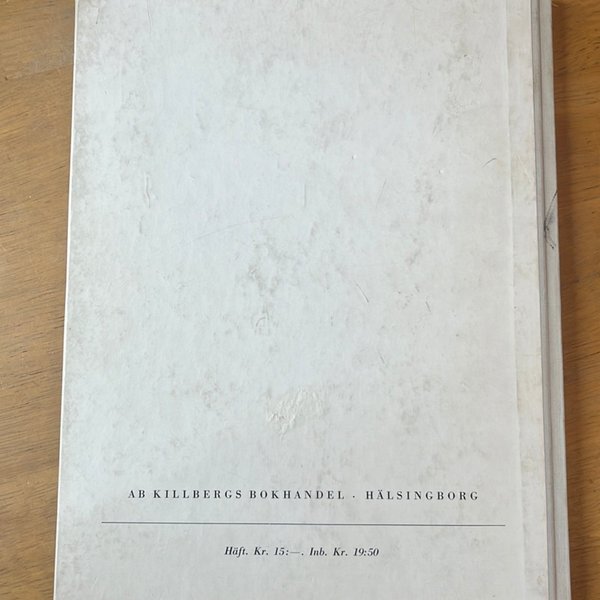 AB KILLBERGS BOKHANDEL · HÄLSINGBORG
Häft. Kr. 15:—. Inb. Kr. 19:50